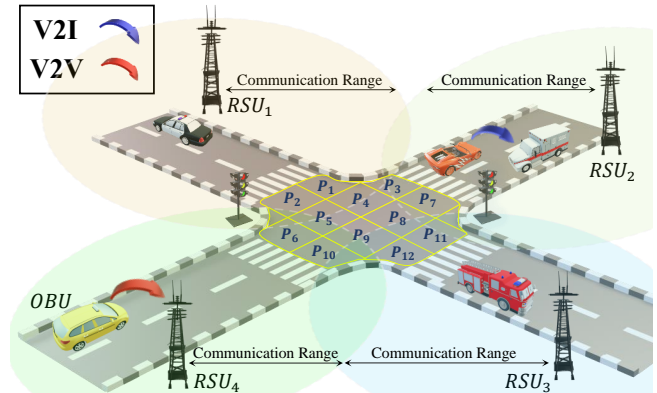 V2I
V2V
Communication Range
Communication Range
RSU₁
RSU₂
P₁
P₃
P₂
P₄
P₇
P₅
P₈
P₆
P₉
P₁₁
P₁₀
P₁₂
OBU
Communication Range
Communication Range
RSU₄
RSU₃